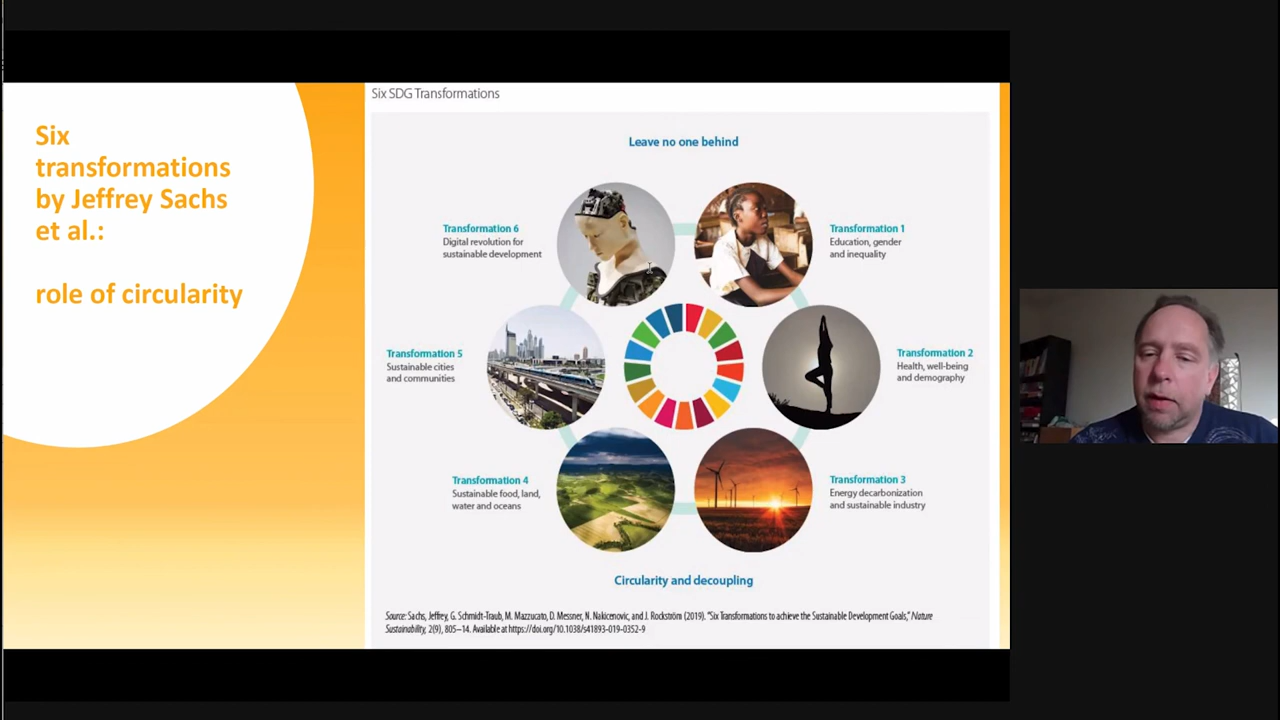 Six
transformations
by Jeffrey Sachs
et al.:
role of circularity
Six SDG Transformations
Leave no one behind
Transformation 6
Digital revolution for
sustainable development
Transformation 1
Education, gender
and inequality
Transformation 5
Sustainable cities
and communities
Transformation 2
Health, well-being
and demography
Transformation 4
Sustainable food, land,
water and oceans
Transformation 3
Energy decarbonization
and sustainable industry
Circularity and decoupling
Source: Sachs, Jeffrey, G. Schmidt-Traub, M. Mazzucato, D. Messner, N. Nakicenovic, and J. Rockström (2019). "Six Transformations to achieve the Sustainable Development Goals," Nature
Sustainability, 2(9), 805–14. Available at https://doi.org/10.1038/s41893-019-0352-9